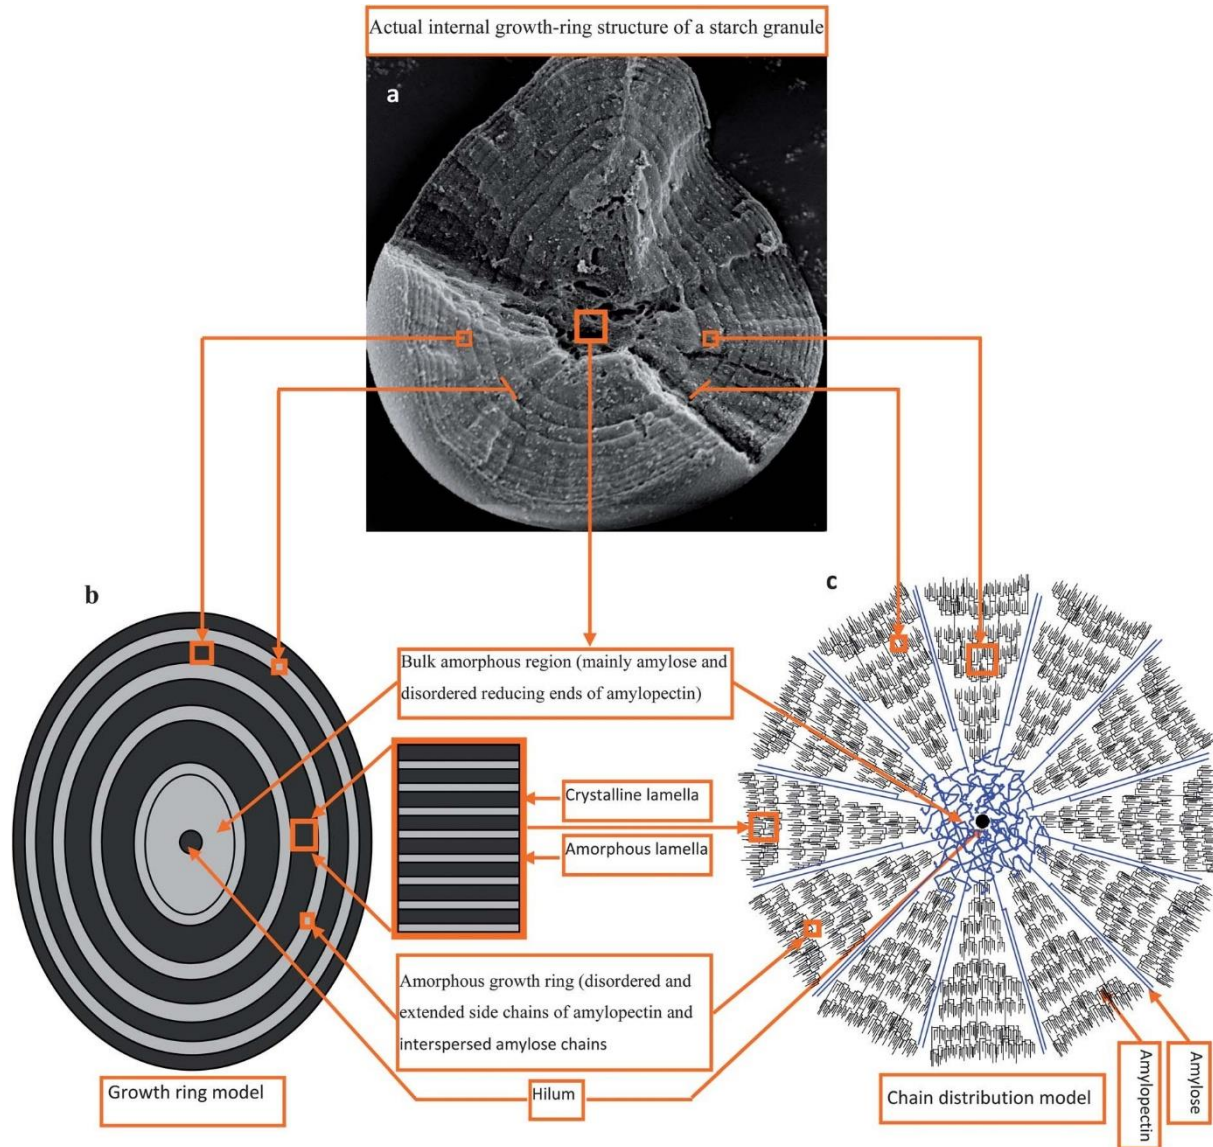 Actual internal growth-ring structure of a starch granule
a
b
c
Bulk amorphous region (mainly amylose and
disordered reducing ends of amylopectin)
Crystalline lamella
Amorphous lamella
Amorphous growth ring (disordered and
extended side chains of amylopectin and
interspersed amylose chains
Growth ring model
Hilum
Chain distribution model
Amylopectin
Amylose